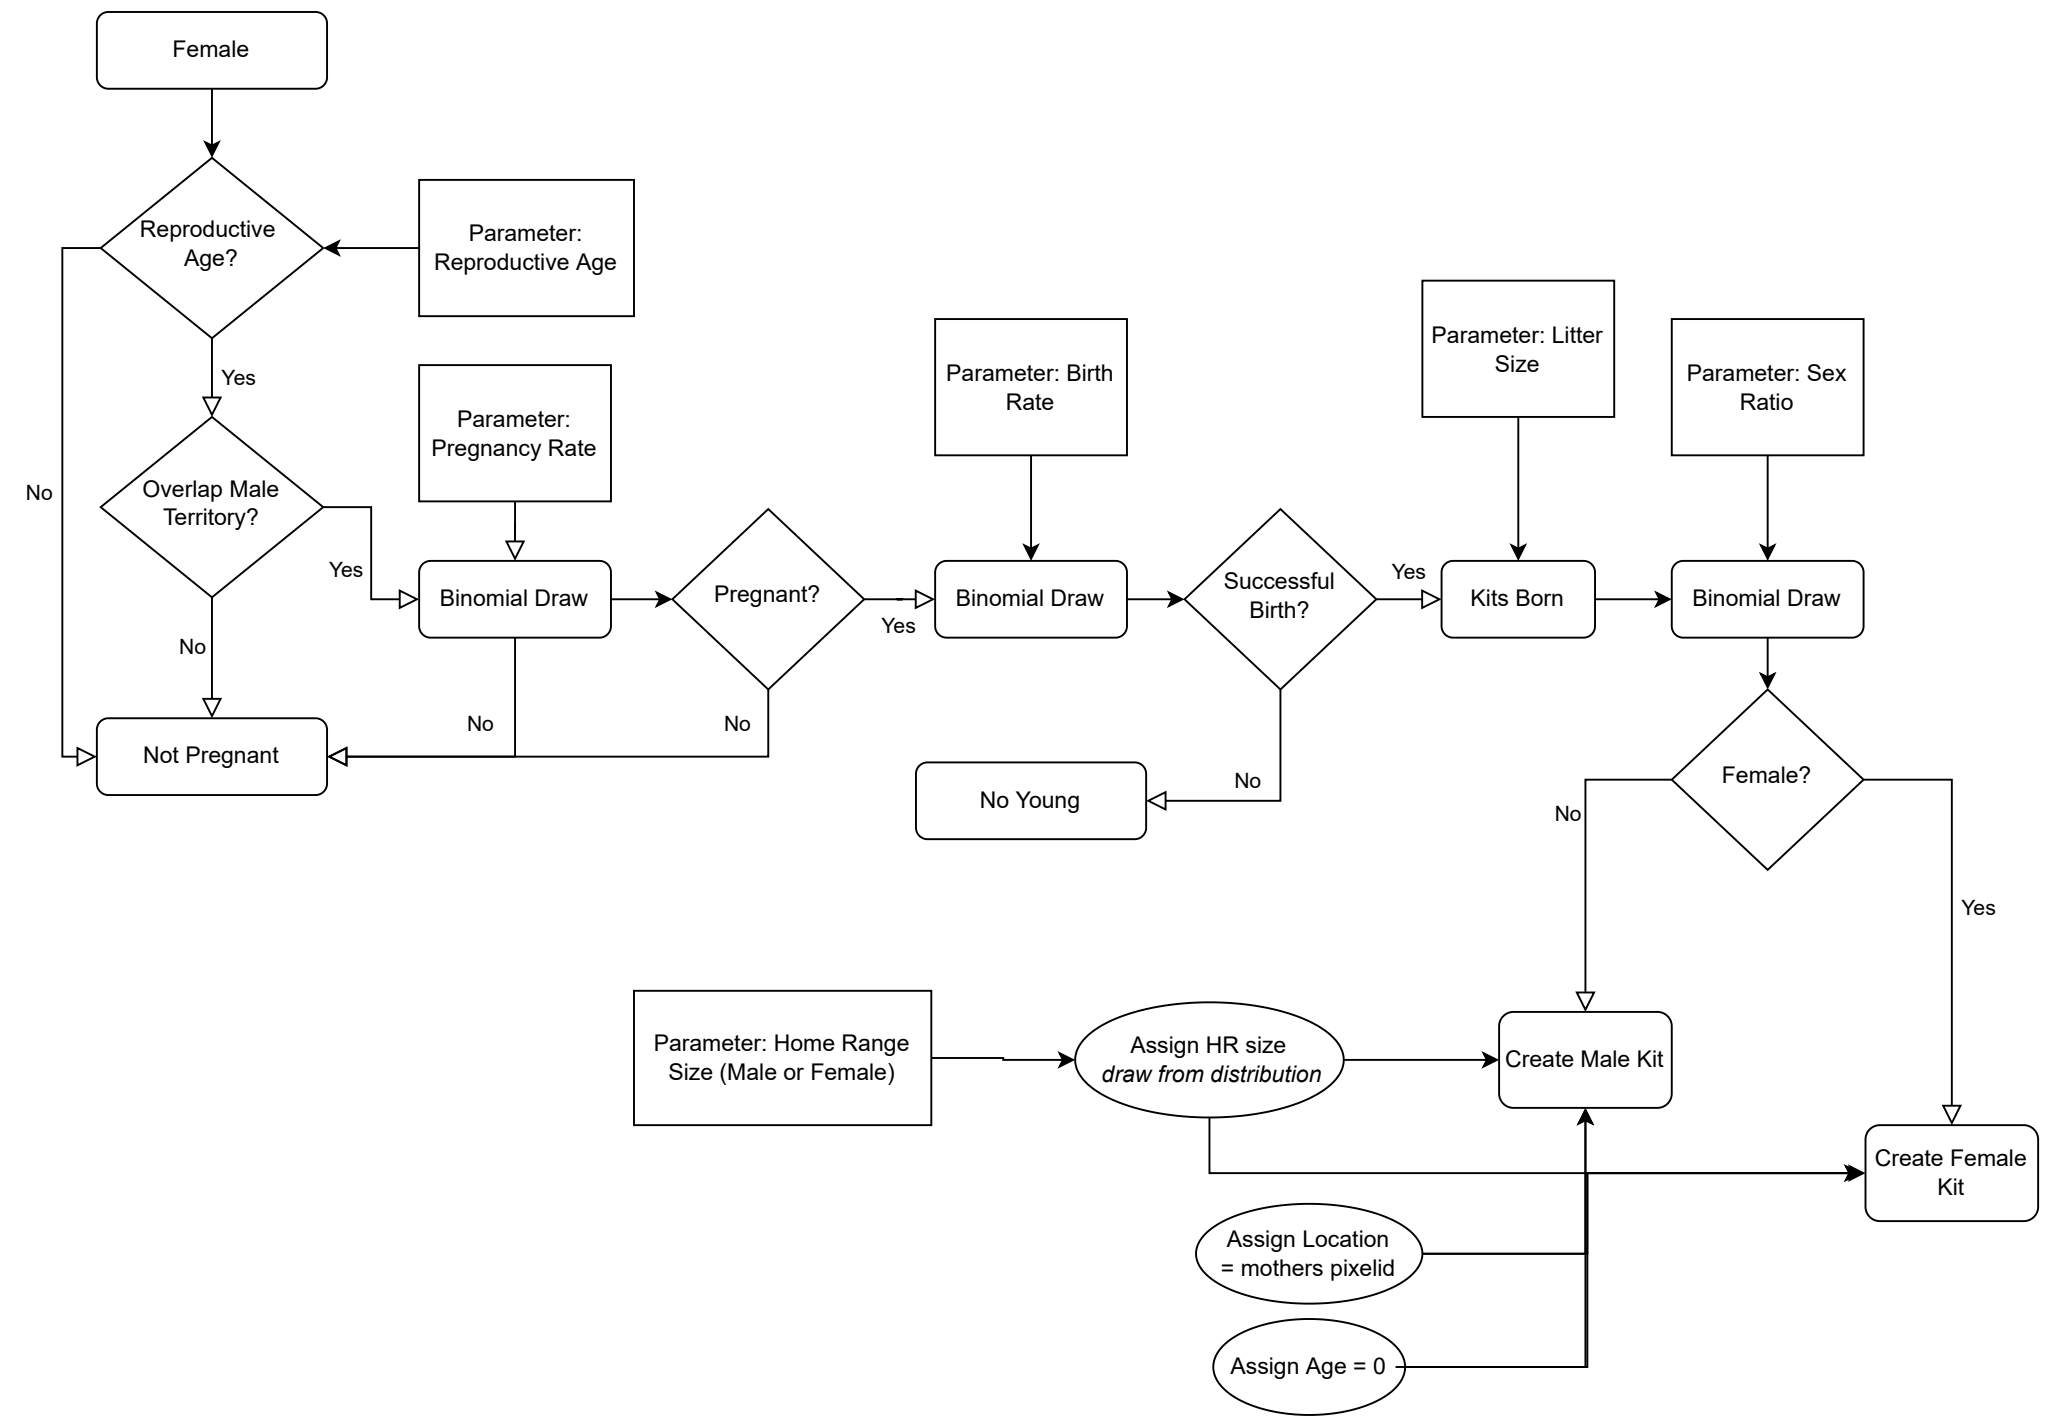 Female
Reproductive
Age?
Parameter:
Reproductive Age
Yes
No
Overlap Male
Territory?
Parameter:
Pregnancy Rate
Yes
No
Binomial Draw
No
Not Pregnant
Pregnant?
Yes
No
Parameter: Birth
Rate
Binomial Draw
Successful
Birth?
Yes
No
No Young
Parameter: Litter
Size
Kits Born
Parameter: Sex
Ratio
Binomial Draw
Female?
No
Yes
Parameter: Home Range
Size (Male or Female)
Assign HR size
draw from distribution
Create Male Kit
Create Female
Kit
Assign Location
= mothers pixelid
Assign Age = 0